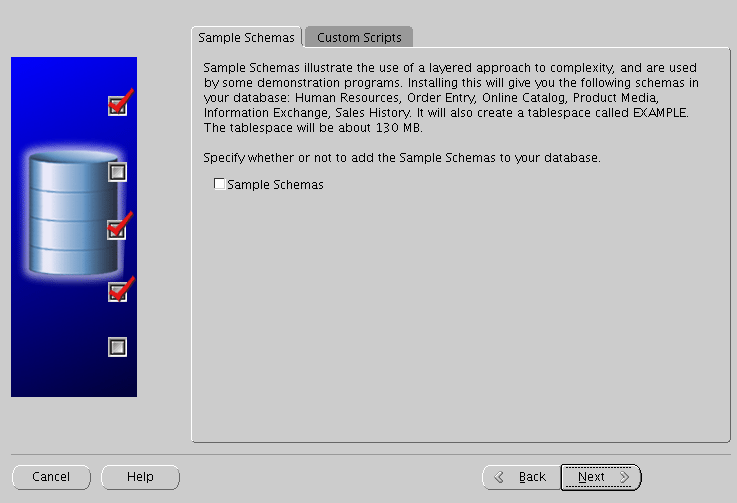 Sample Schemas
Custom Scripts
Sample Schemas illustrate the use of a layered approach to complexity, and are used
by some demonstration programs. Installing this will give you the following schemas in
your database: Human Resources, Order Entry, Online Catalog, Product Media,
Information Exchange, Sales History. It will also create a tablespace called EXAMPLE.
The tablespace will be about 130 MB.
Specify whether or not to add the Sample Schemas to your database.
Sample Schemas
Cancel
Help
Back
Next